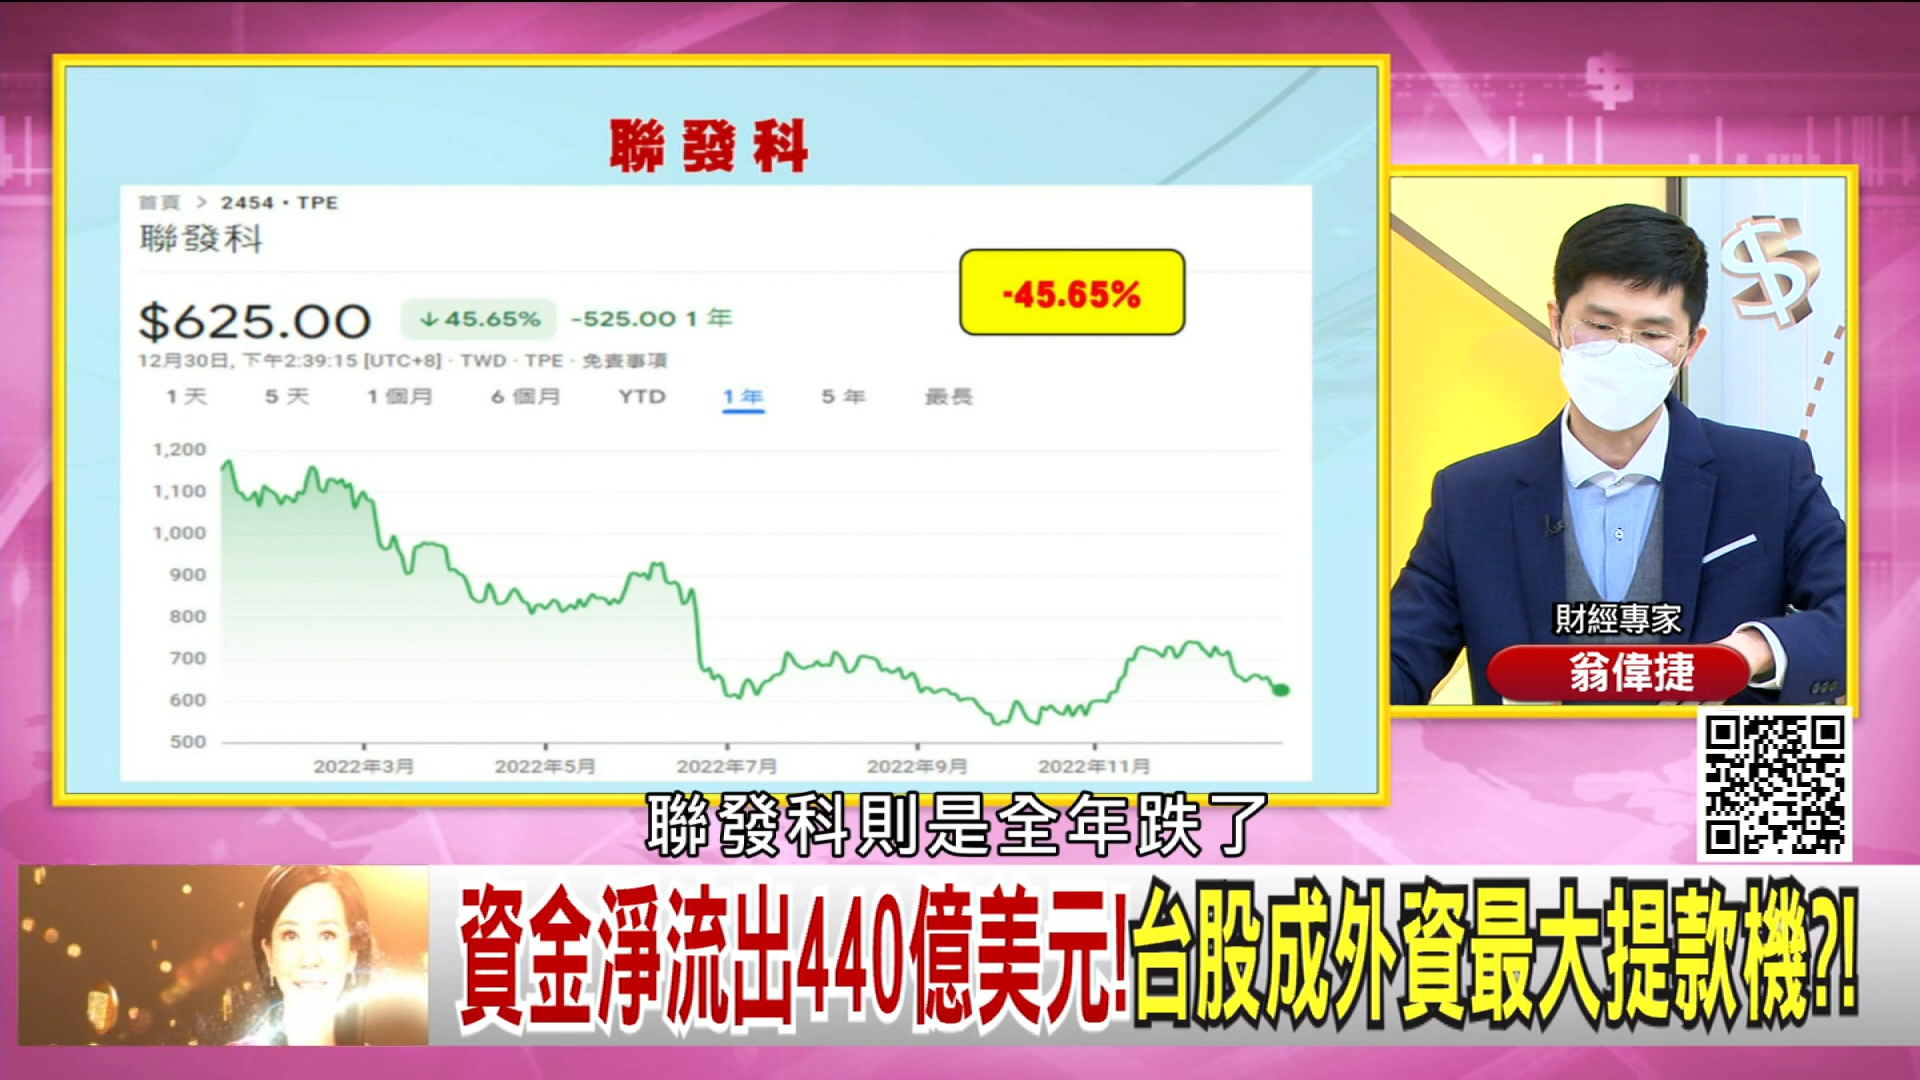 聯發科
首頁 > 2454・TPE
聯發科
$625.00 ↓45.65% -525.00 1 年
-45.65%
12月30日, 下午2:39:15 [UTC+8] · TWD · TPE · 免責事項
1 天 5 天 1 個月 6 個月 YTD 1 年 5 年 最長
1,200
1,100
1,000
900
800
700
600
500
2022年3月 2022年5月 2022年7月 2022年9月 2022年11月
財經專家
翁偉捷
聯發科則是全年跌了
資金淨流出440億美元!台股成外資最大提款機?!